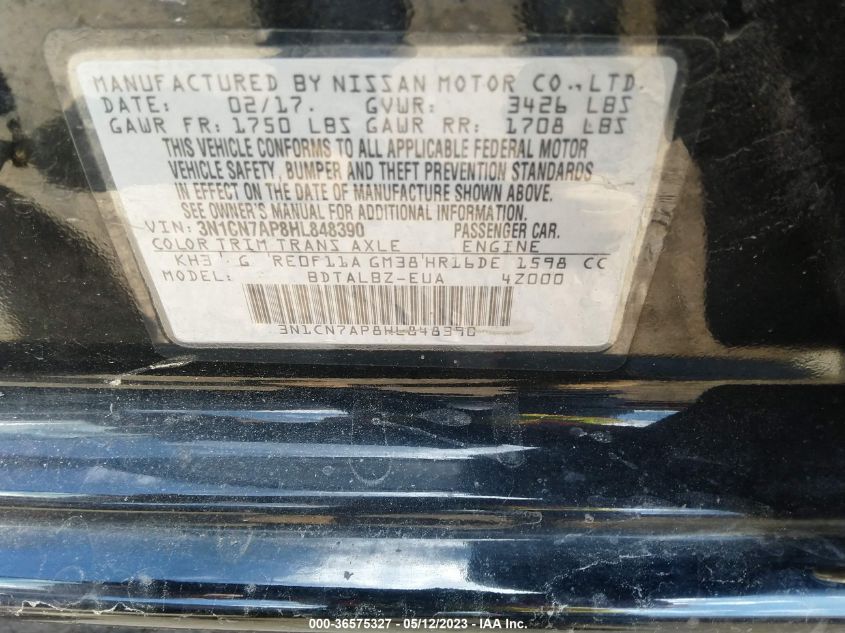 MANUFACTURED BY NISSAN MOTOR CO.,LTD.
DATE: 02/17. GVWR: 3426 LBS
GAWR FR: 1750 LBS GAWR RR: 1708 LBS
THIS VEHICLE CONFORMS TO ALL APPLICABLE FEDERAL MOTOR
VEHICLE SAFETY, BUMPER AND THEFT PREVENTION STANDARDS
IN EFFECT ON THE DATE OF MANUFACTURE SHOWN ABOVE.
SEE OWNER'S MANUAL FOR ADDITIONAL INFORMATION.
VIN: 3N1CN7AP8HL848390 PASSENGER CAR.
COLOR TRIM TRANS AXLE ENGINE
KH3 G RE0F11A GM38 HR16DE 1598 CC
MODEL: BDTALBZ-EUA 4Z000
3N1CN7AP8HL848390
000-36575327 - 05/12/2023 - IAA Inc.